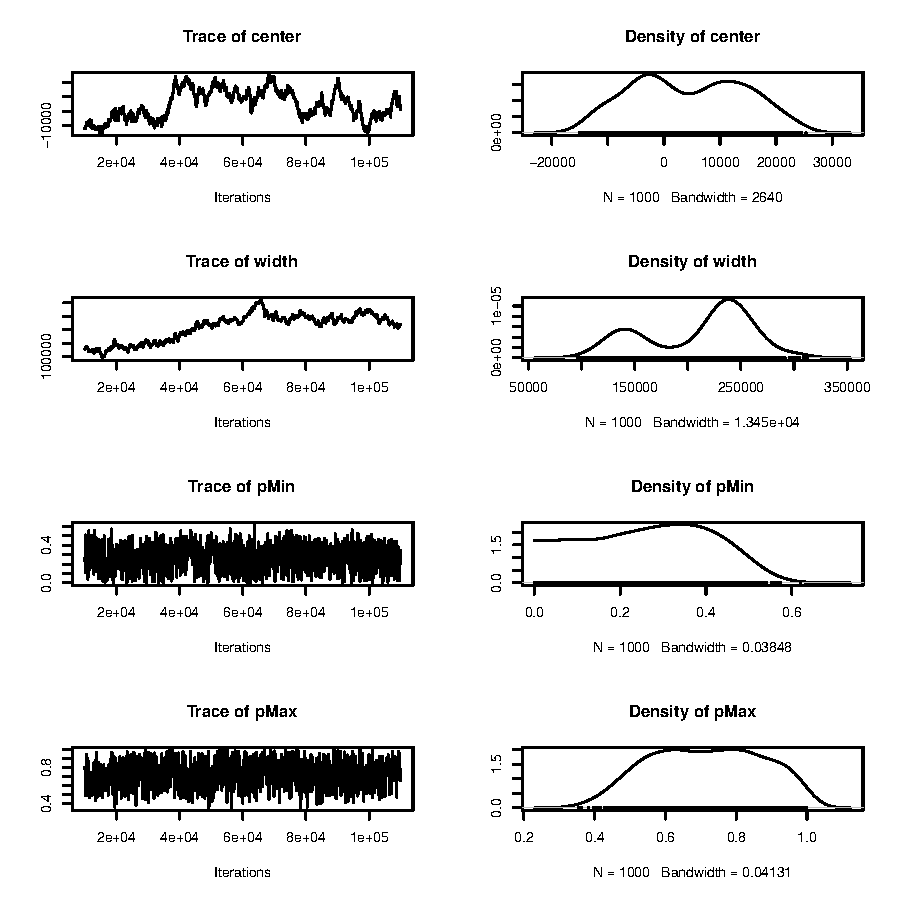 Trace of center
−10000
2e+04 4e+04 6e+04 8e+04 1e+05
Iterations
Density of center
0e+00
−20000 0 10000 20000 30000
N = 1000 Bandwidth = 2640
Trace of width
100000
2e+04 4e+04 6e+04 8e+04 1e+05
Iterations
Density of width
0e+00 1e−05
50000 150000 250000 350000
N = 1000 Bandwidth = 1.345e+04
Trace of pMin
0.0 0.4
2e+04 4e+04 6e+04 8e+04 1e+05
Iterations
Density of pMin
0.0 1.5
0.0 0.2 0.4 0.6
N = 1000 Bandwidth = 0.03848
Trace of pMax
0.4 0.8
2e+04 4e+04 6e+04 8e+04 1e+05
Iterations
Density of pMax
0.0 1.5
0.2 0.4 0.6 0.8 1.0
N = 1000 Bandwidth = 0.04131